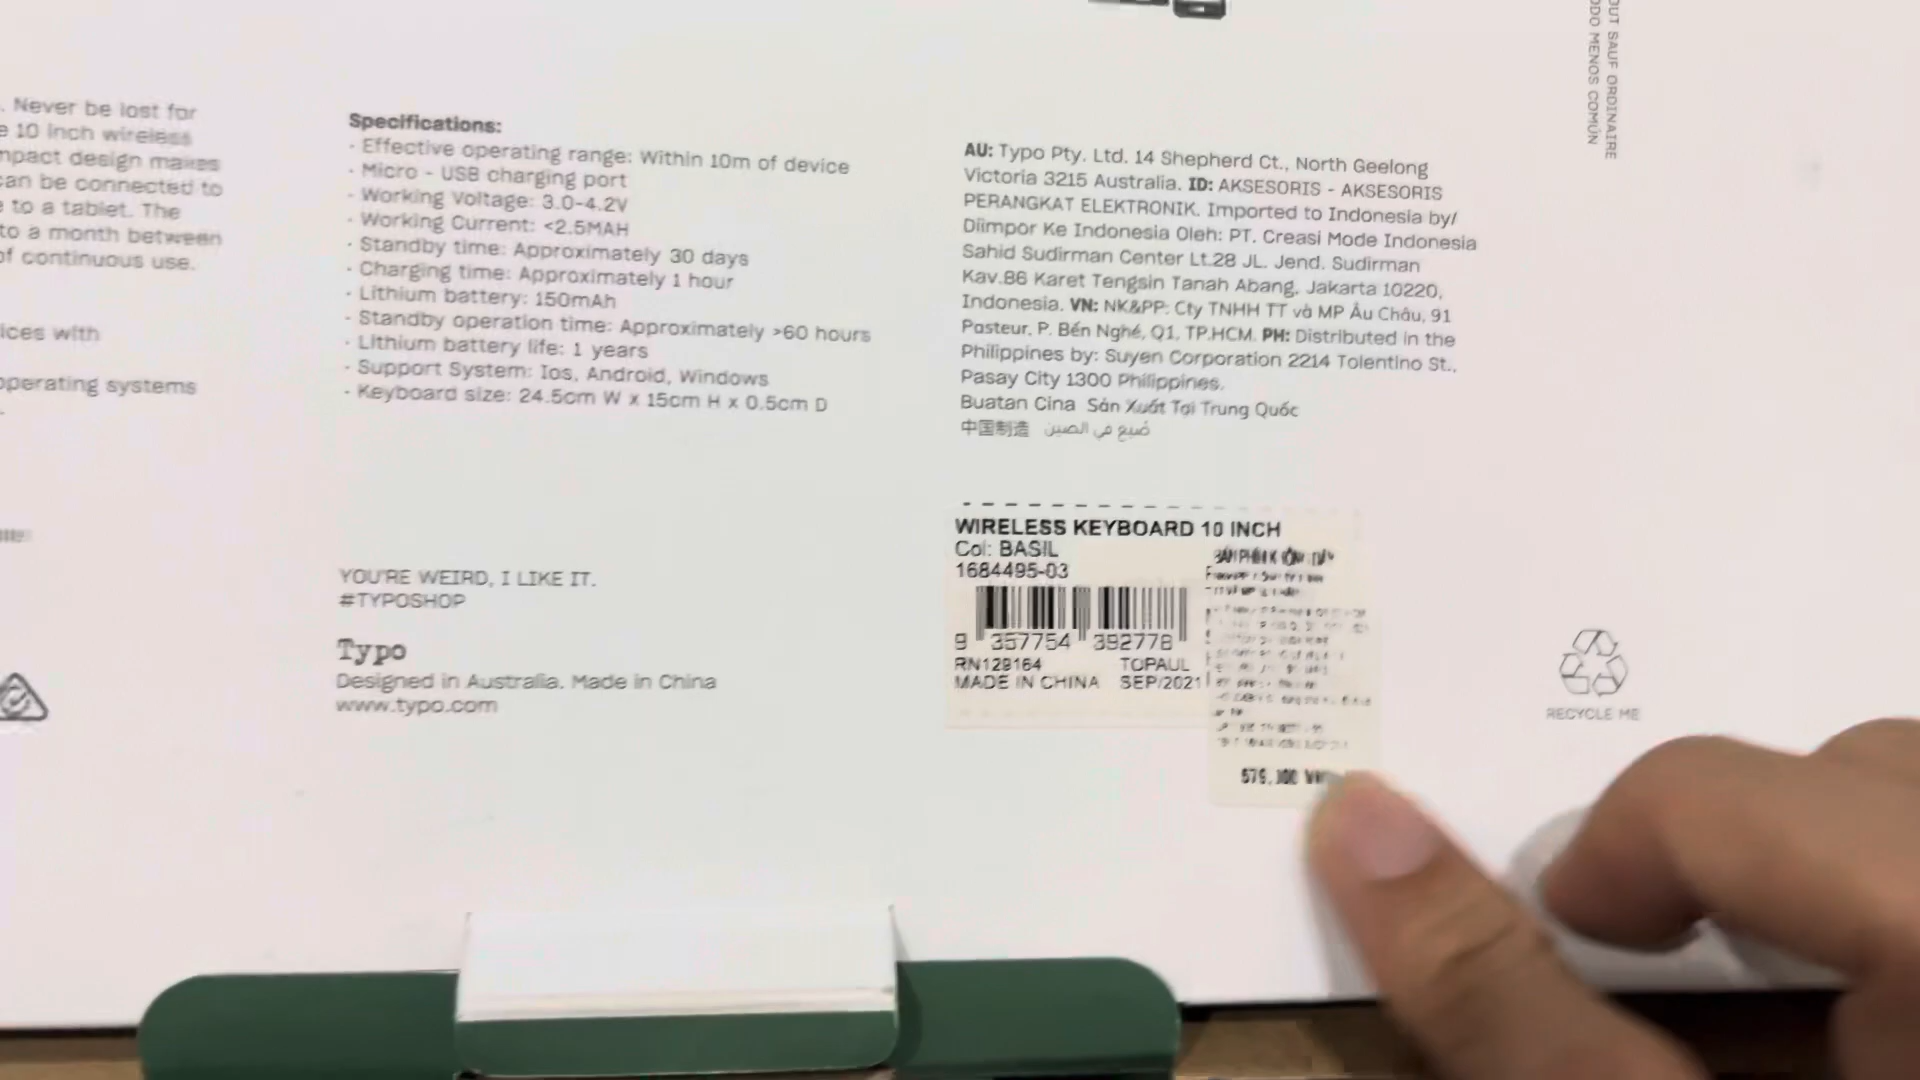 . Never be lost for
10 inch wireless
design makes
can be connected to
to a tablet. The
to a month between
of continuous use.
with
operating systems
Specifications:
· Effective operating range: Within 10m of device
· Micro - USB charging port
· Working Voltage: 3.0-4.2V
· Working Current: <2.5MAH
· Standby time: Approximately 30 days
· Charging time: Approximately 1 hour
· Lithium battery: 150mAh
· Standby operation time: Approximately >60 hours
· Lithium battery life: 1 years
· Support System: Ios, Android, Windows
· Keyboard size: 24.5cm W x 15cm H x 0.5cm D
YOU'RE WEIRD, I LIKE IT.
#TYPOSHOP
Typo
Designed in Australia. Made in China
www.typo.com
AU: Typo Pty. Ltd. 14 Shepherd Ct., North Geelong
Victoria 3215 Australia. ID: AKSESORIS - AKSESORIS
PERANGKAT ELEKTRONIK. Imported to Indonesia by/
Diimpor Ke Indonesia Oleh: PT. Creasi Mode Indonesia
Sahid Sudirman Center Lt.28 JL. Jend. Sudirman
Kav.86 Karet Tengsin Tanah Abang, Jakarta 10220,
Indonesia. VN: NK&PP: Cty TNHH TT và MP Âu Châu, 91
Pasteur, P. Bến Nghé, Q1, TP.HCM. PH: Distributed in the
Philippines by: Suyen Corporation 2214 Tolentino St.,
Pasay City 1300 Philippines.
Buatan Cina Sản Xuất Tại Trung Quốc
中国制造 صُنع في الصين
WIRELESS KEYBOARD 10 INCH
Col: BASIL
1684495-03
9 357754 392778
RN129164 TOPAUL
MADE IN CHINA SEP/2021
OUT SAUF ORDINAIRE
ODO MENOS COMÚN
RECYCLE ME